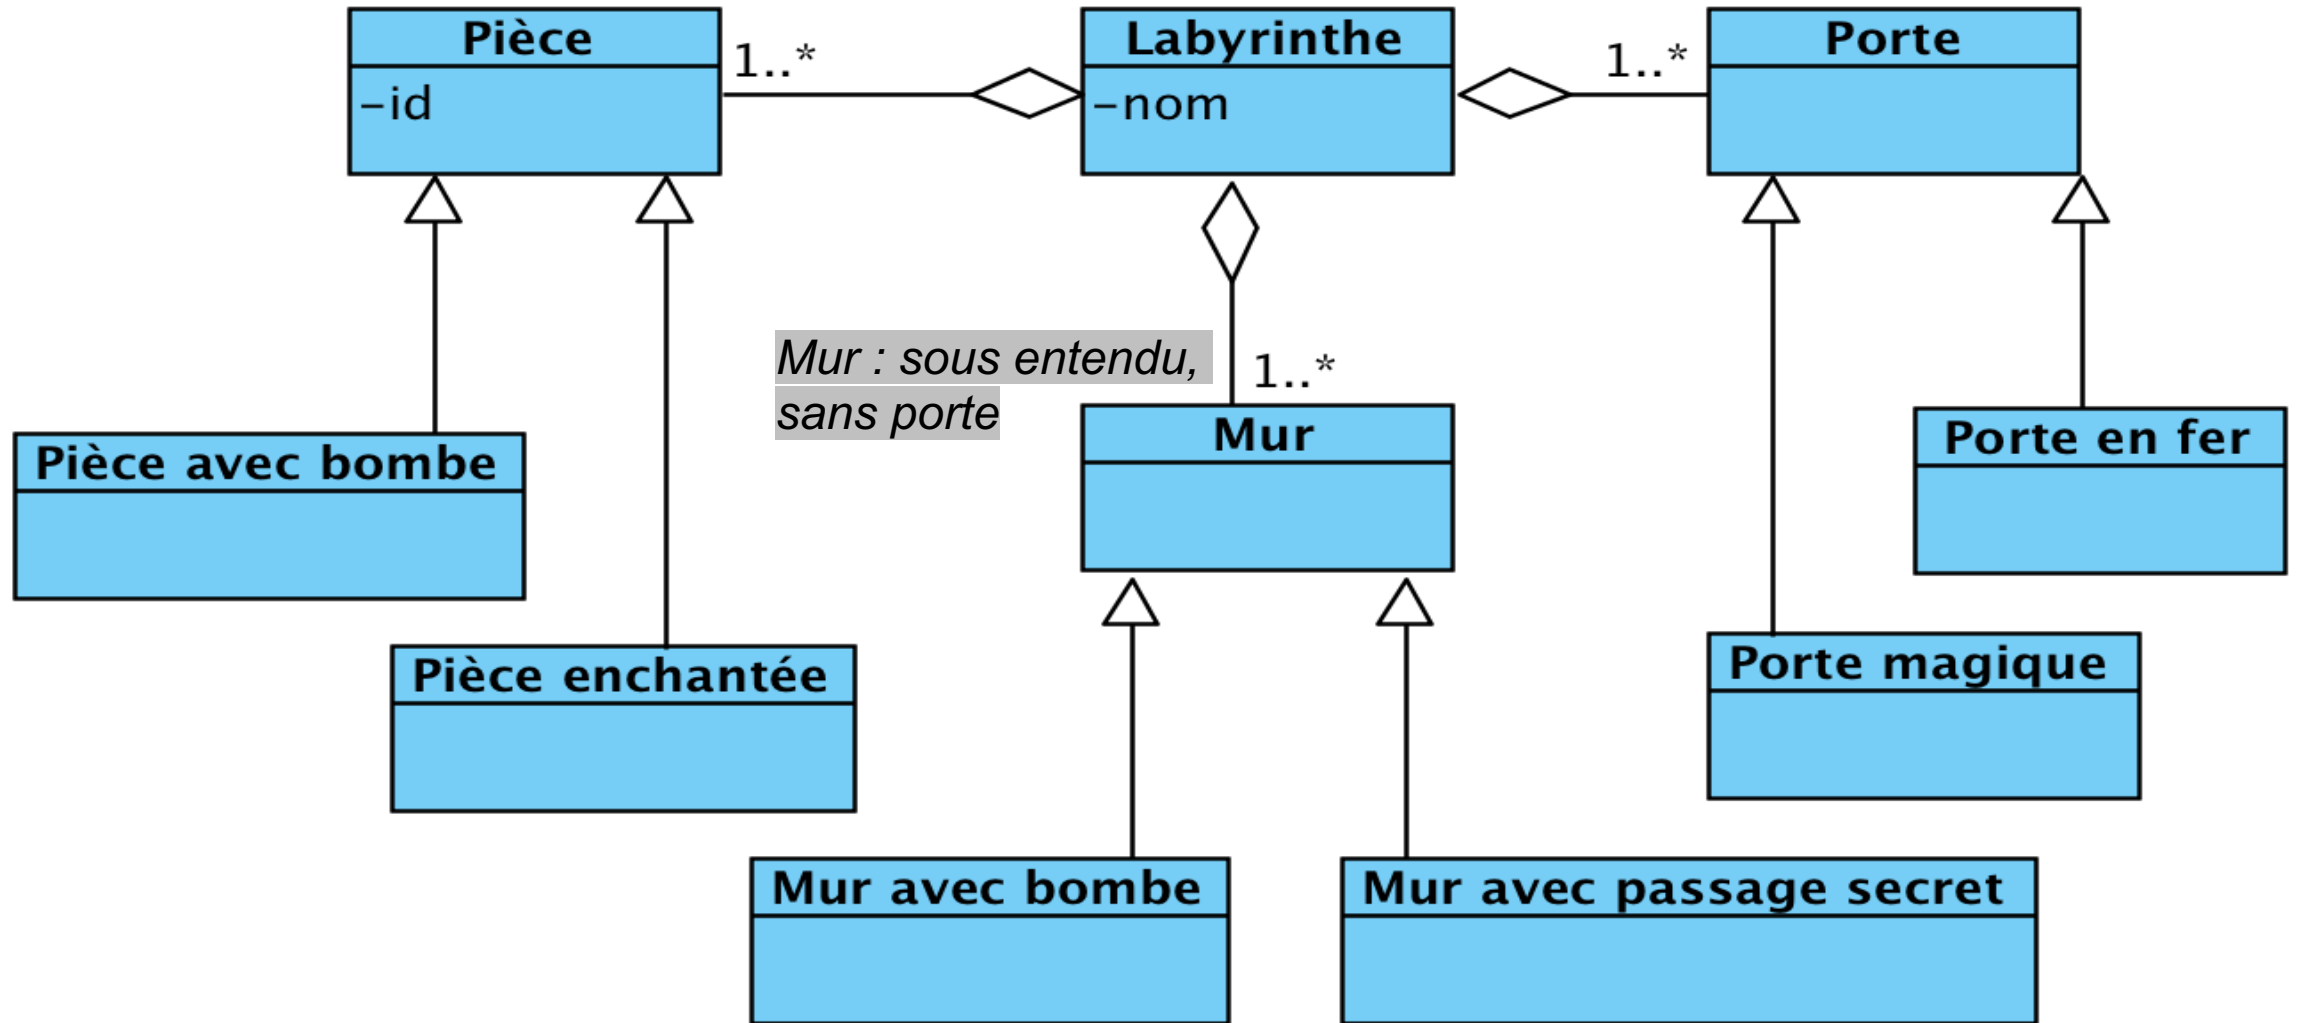 Pièce
-id
1..*
Labyrinthe
-nom
1..*
Porte
Mur : sous entendu,
sans porte
1..*
Mur
Pièce avec bombe
Porte en fer
Pièce enchantée
Porte magique
Mur avec bombe
Mur avec passage secret